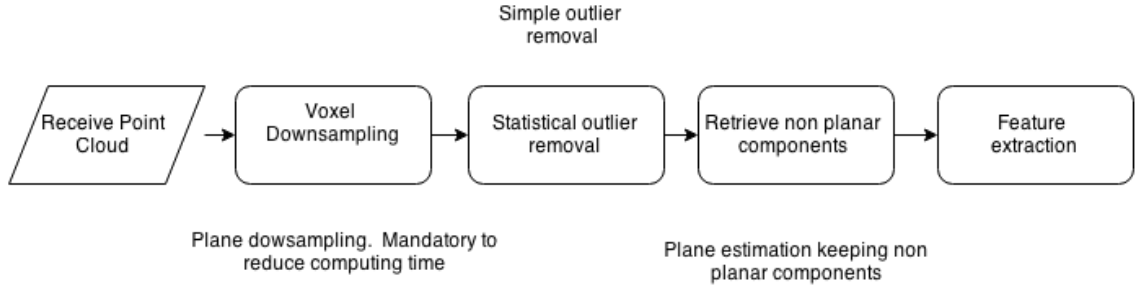 Simple outlier
removal
Receive Point
Cloud
Voxel
Downsampling
Statistical outlier
removal
Retrieve non planar
components
Feature
extraction
Plane dowsampling.  Mandatory to
reduce computing time
Plane estimation keeping non
planar components